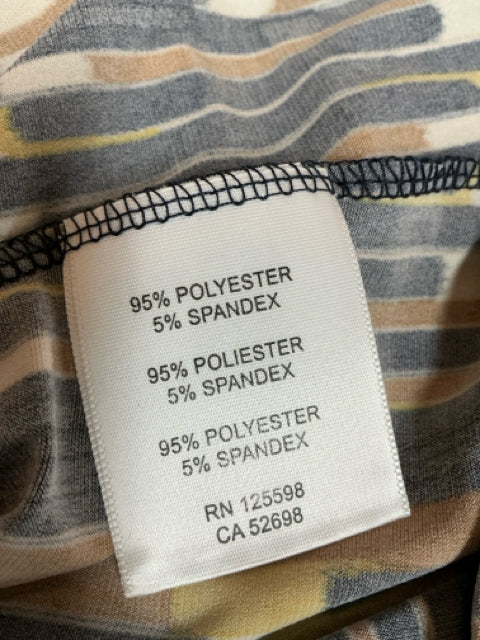 95% POLYESTER
5% SPANDEX
95% POLIESTER
5% SPANDEX
95% POLYESTER
5% SPANDEX
RN 125598
CA 52698